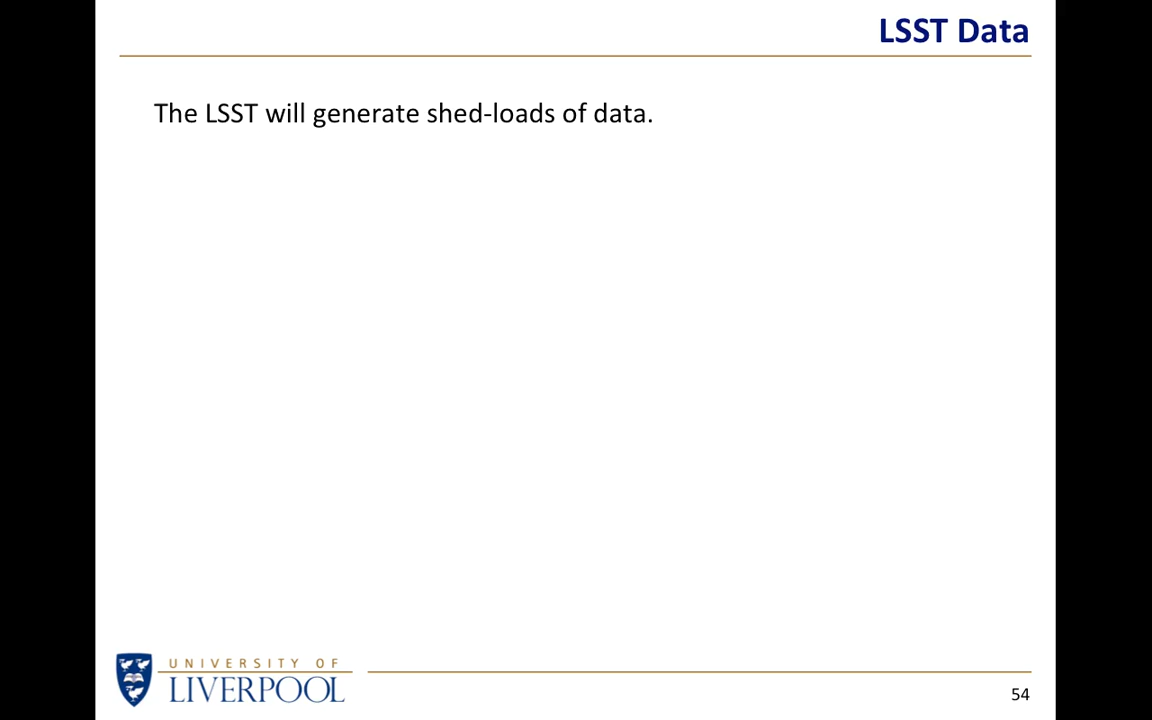 LSST Data
The LSST will generate shed-loads of data.
UNIVERSITY OF
LIVERPOOL
54